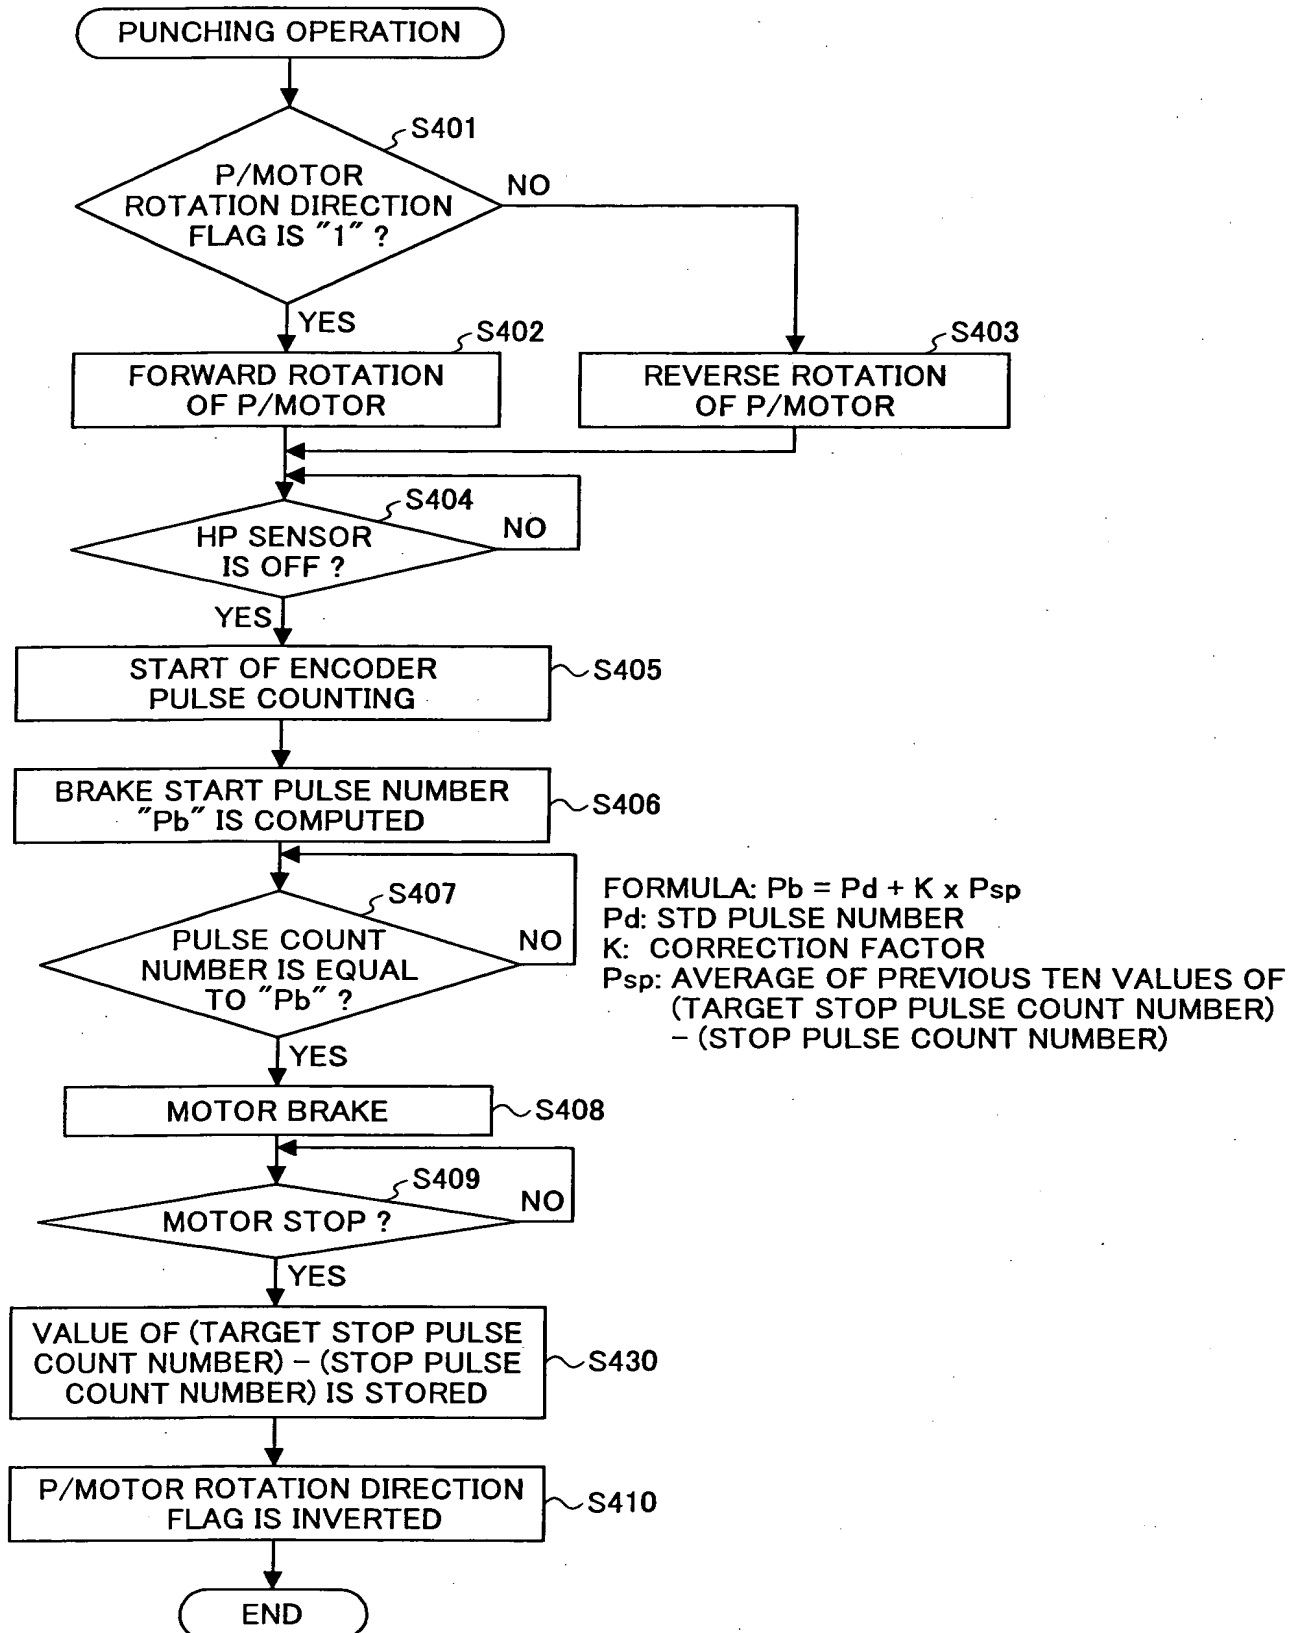 PUNCHING OPERATION
S401
P/MOTOR
ROTATION DIRECTION
FLAG IS "1" ?
NO
YES
S402
FORWARD ROTATION
OF P/MOTOR
S403
REVERSE ROTATION
OF P/MOTOR
S404
HP SENSOR
IS OFF ?
NO
YES
START OF ENCODER
PULSE COUNTING
S405
BRAKE START PULSE NUMBER
"Pb" IS COMPUTED
S406
S407
PULSE COUNT
NUMBER IS EQUAL
TO "Pb" ?
NO
YES
FORMULA: Pb = Pd + K x Psp
Pd: STD PULSE NUMBER
K: CORRECTION FACTOR
Psp: AVERAGE OF PREVIOUS TEN VALUES OF
(TARGET STOP PULSE COUNT NUMBER)
– (STOP PULSE COUNT NUMBER)
MOTOR BRAKE
S408
S409
MOTOR STOP ?
NO
YES
VALUE OF (TARGET STOP PULSE
COUNT NUMBER) – (STOP PULSE
COUNT NUMBER) IS STORED
S430
P/MOTOR ROTATION DIRECTION
FLAG IS INVERTED
S410
END